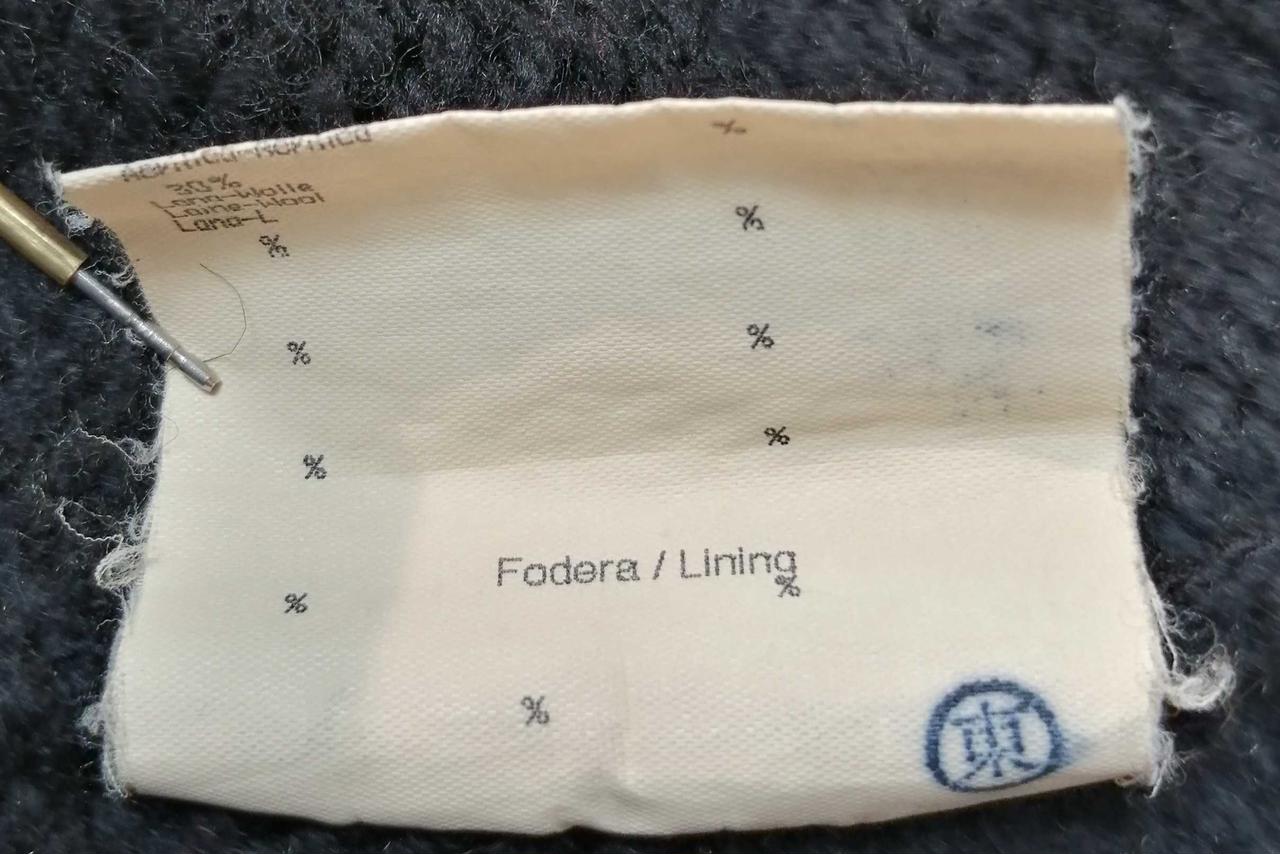 %
30%
Lana-Wolle
Laine-Wool
Lana-L
% %
% %
% %
Fodera / Lining
% %
%
東